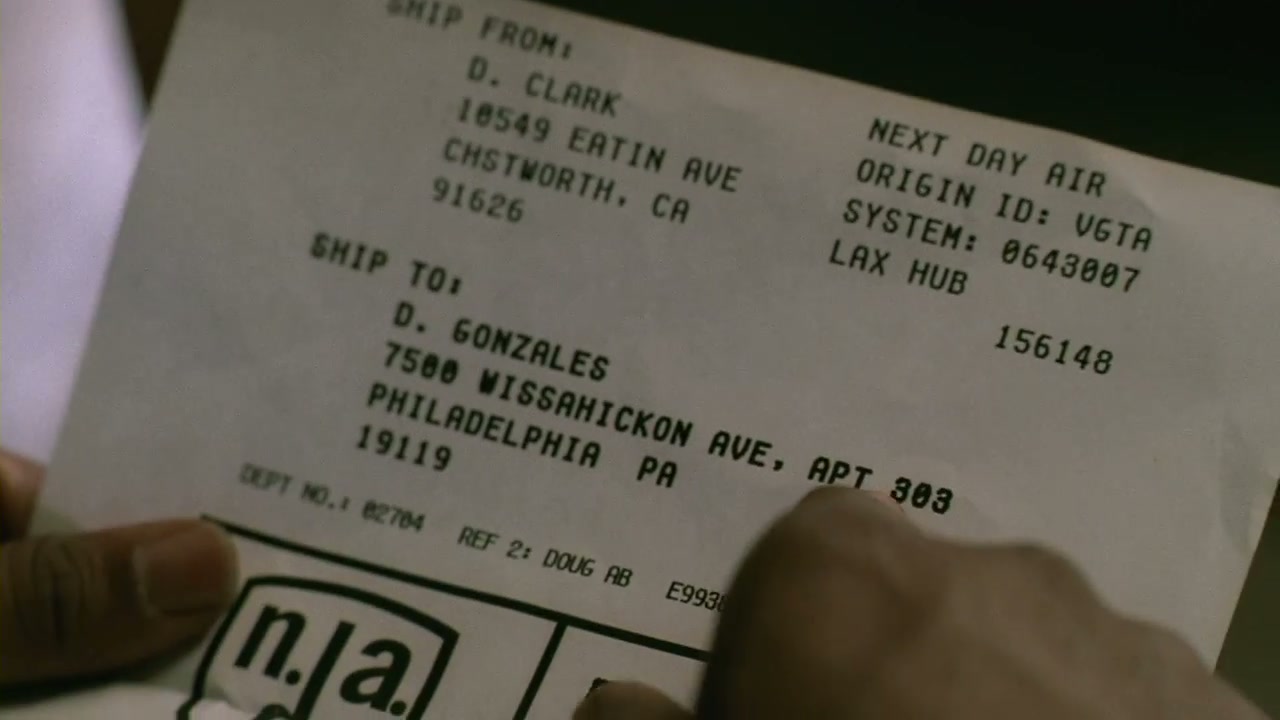 SHIP FROM:
D. CLARK
10549 EATIN AVE
CHSTWORTH, CA
91626
NEXT DAY AIR
ORIGIN ID: VGTA
SYSTEM: 0643007
LAX HUB
156148
SHIP TO:
D. GONZALES
7500 WISSAHICKON AVE, APT 303
PHILADELPHIA PA
19119
DEPT NO.: 02704 REF 2: DOUG AB
n.a.